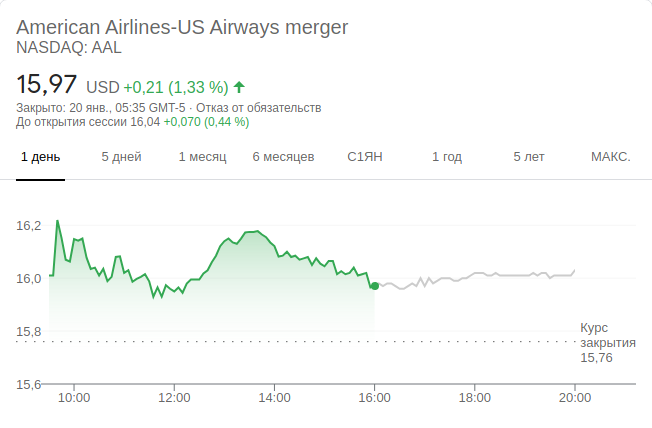 American Airlines-US Airways merger
NASDAQ: AAL
15,97 USD +0,21 (1,33 %)
Закрыто: 20 янв., 05:35 GMT-5 · Отказ от обязательств
До открытия сессии 16,04 +0,070 (0,44 %)
1 день 5 дней 1 месяц 6 месяцев С1ЯН 1 год 5 лет МАКС.
16,2
16,0
15,8
Курс
закрытия
15,76
15,6
10:00 12:00 14:00 16:00 18:00 20:00